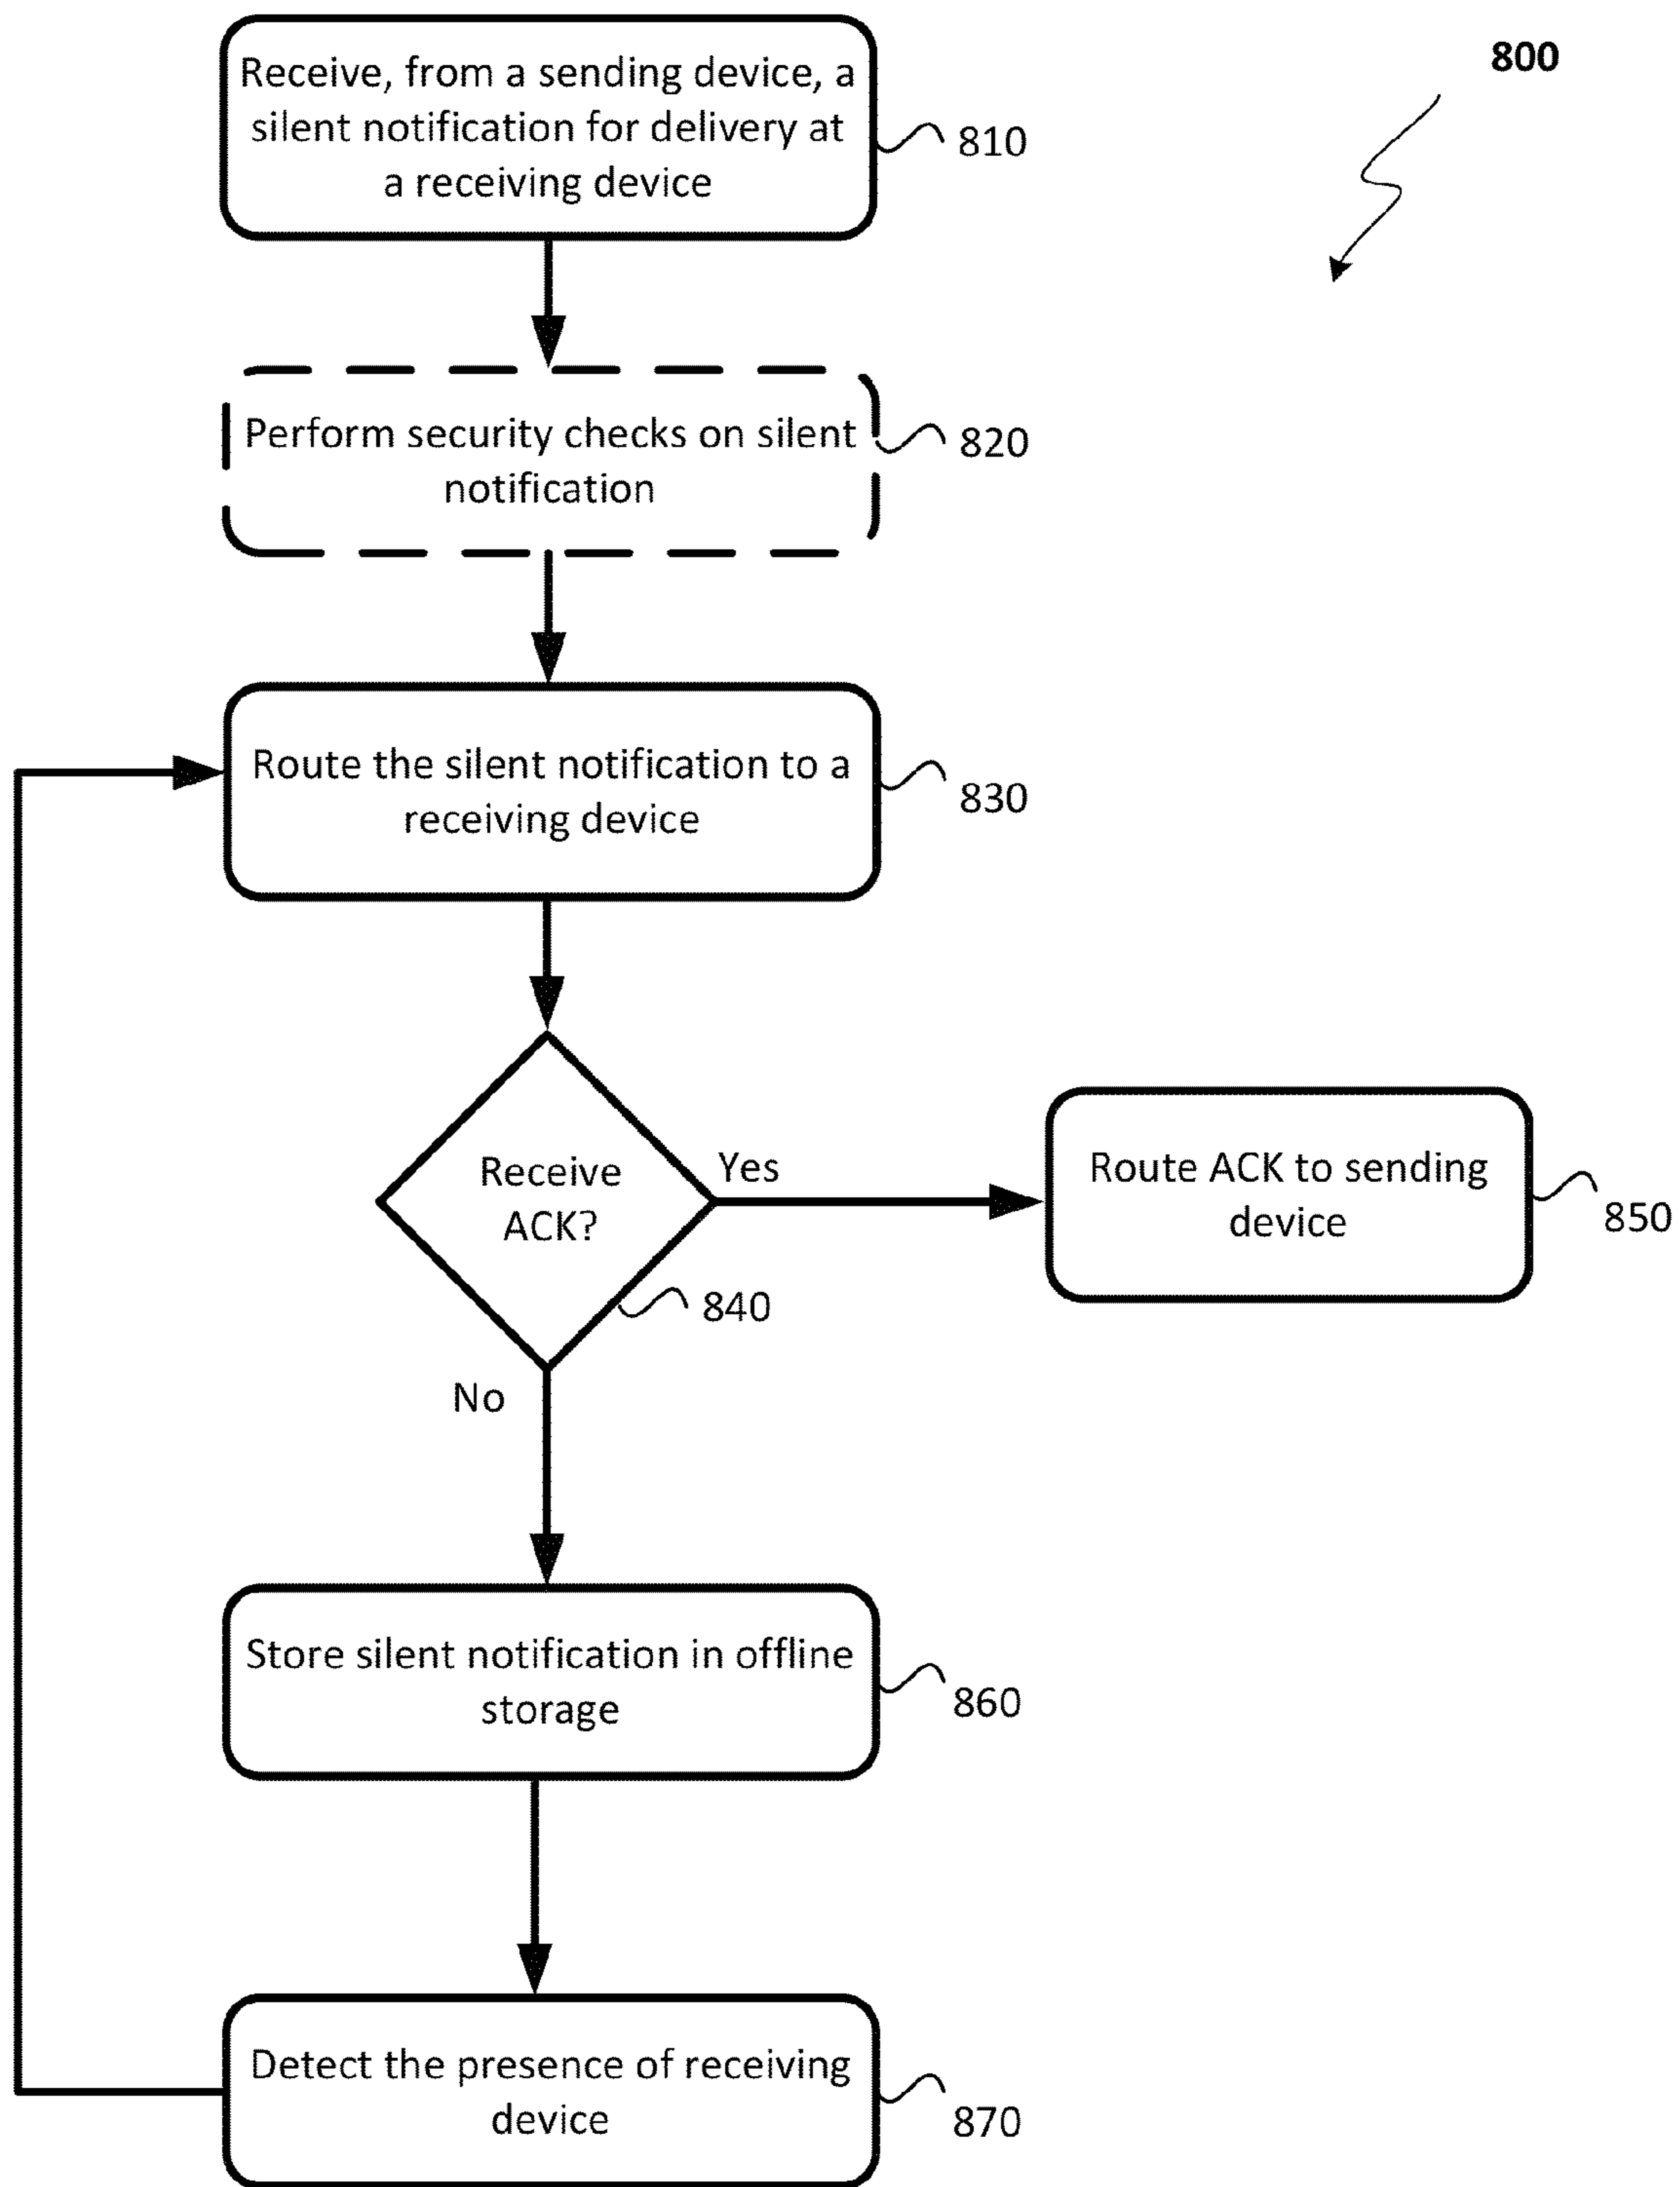 800
Receive, from a sending device, a
silent notification for delivery at
a receiving device
810
Perform security checks on silent
notification
820
Route the silent notification to a
receiving device
830
Receive
ACK?
840
Yes
Route ACK to sending
device
850
No
Store silent notification in offline
storage
860
Detect the presence of receiving
device
870